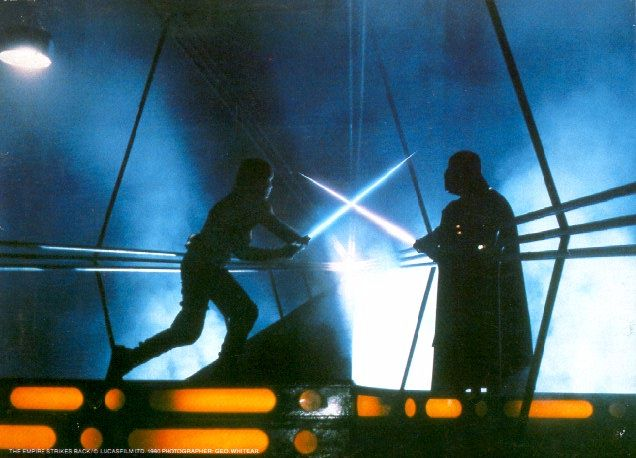 THE EMPIRE STRIKES BACK / © LUCASFILM LTD. 1980 PHOTOGRAPHER: GEO. WHITEAR